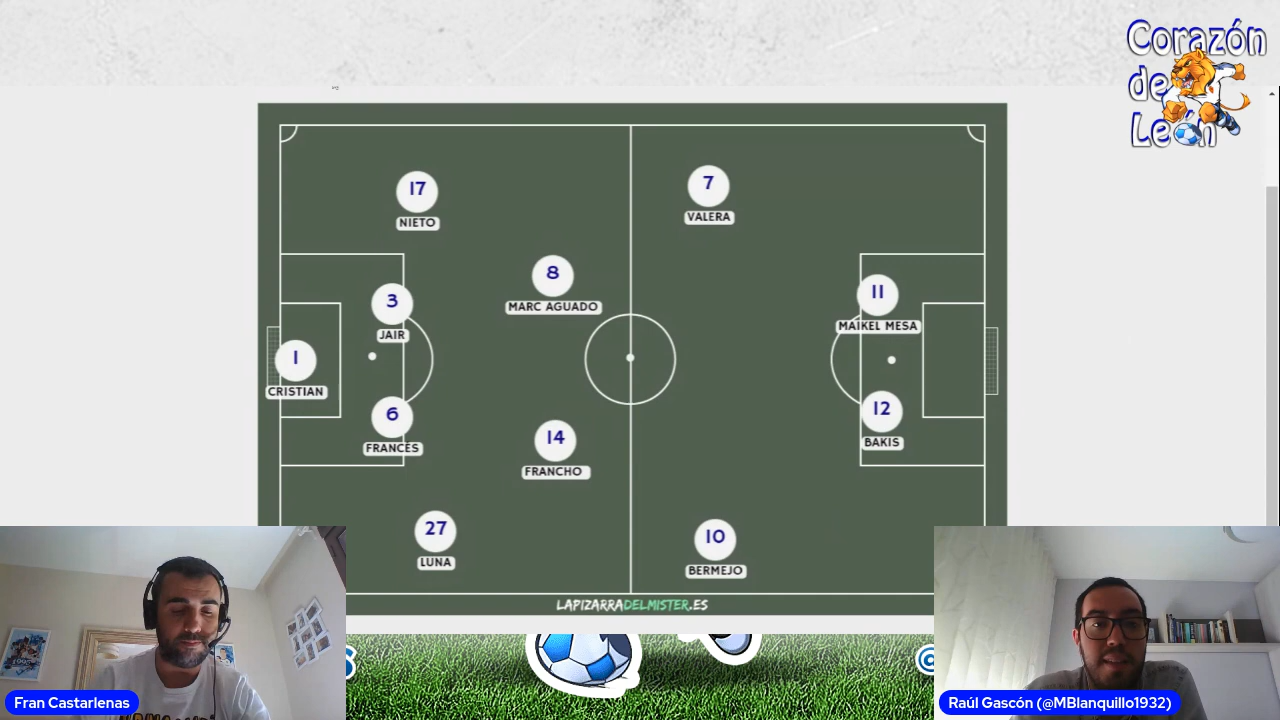 Corazón
de
León
17
NIETO
7
VALERA
8
MARC AGUADO
3
JAIR
11
MAIKEL MESA
1
CRISTIAN
6
FRANCÉS
12
BAKIS
14
FRANCHO
27
LUNA
10
BERMEJO
LAPIZARRADELMISTER.ES
S
@
Fran Castarlenas
Raúl Gascón (@MBlanquillo1932)